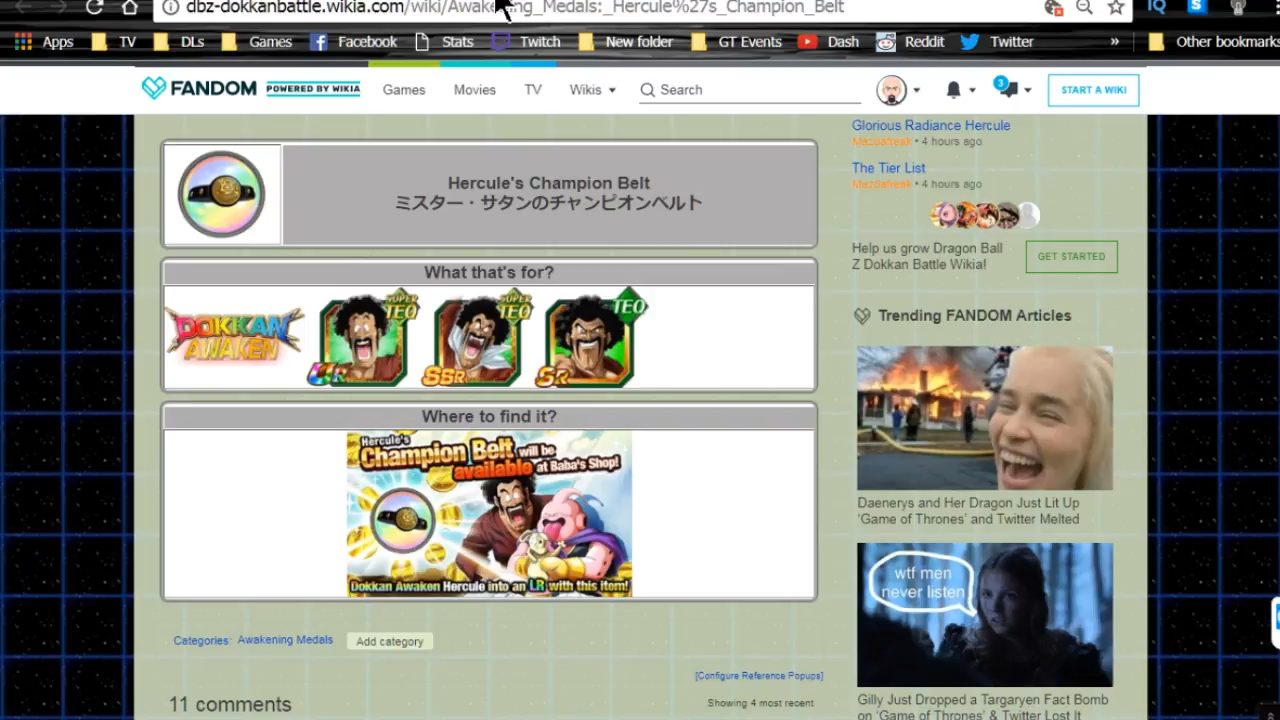 dbz-dokkanbattle.wikia.com/wiki/Awakening_Medals:_Hercule%27s_Champion_Belt
Apps
TV
DLs
Games
Facebook
Stats
Twitch
New folder
GT Events
Dash
Reddit
Twitter
»
Other bookmarks
FANDOM
POWERED BY WIKIA
Games
Movies
TV
Wikis
Search
3
START A WIKI
Hercule's Champion Belt
ミスター・サタンのチャンピオンベルト
What that's for?
DOKKAN
AWAKEN
SUPER
TEO
UR
SUPER
TEO
SSR
TEO
SR
Where to find it?
Hercule's
Champion Belt will be
available at Baba's Shop!
Dokkan Awaken Hercule into an LR with this item!
Categories: Awakening Medals
Add category
[Configure Reference Popups]
11 comments
Showing 4 most recent
Glorious Radiance Hercule
Mazdafreak • 4 hours ago
The Tier List
Mazdafreak • 4 hours ago
Help us grow Dragon Ball
Z Dokkan Battle Wikia!
GET STARTED
Trending FANDOM Articles
Daenerys and Her Dragon Just Lit Up
'Game of Thrones' and Twitter Melted
wtf men
never listen
Gilly Just Dropped a Targaryen Fact Bomb
on 'Game of Thrones' & Twitter Lost It